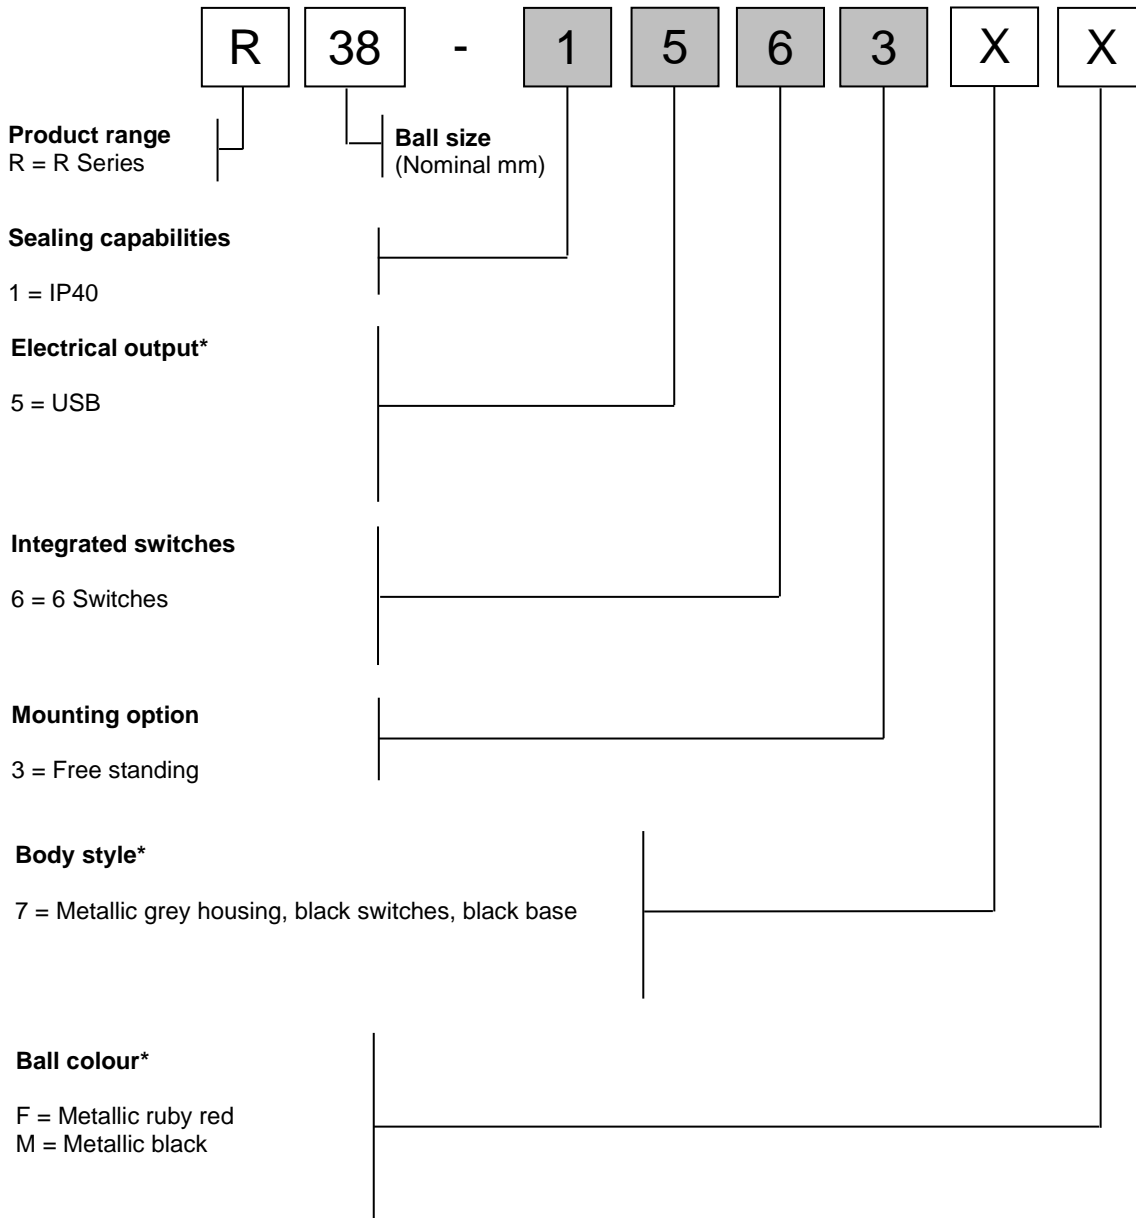 R 38 - 1 5 6 3 X X
Product range
R = R Series
Ball size
(Nominal mm)
Sealing capabilities
1 = IP40
Electrical output*
5 = USB
Integrated switches
6 = 6 Switches
Mounting option
3 = Free standing
Body style*
7 = Metallic grey housing, black switches, black base
Ball colour*
F = Metallic ruby red
M = Metallic black